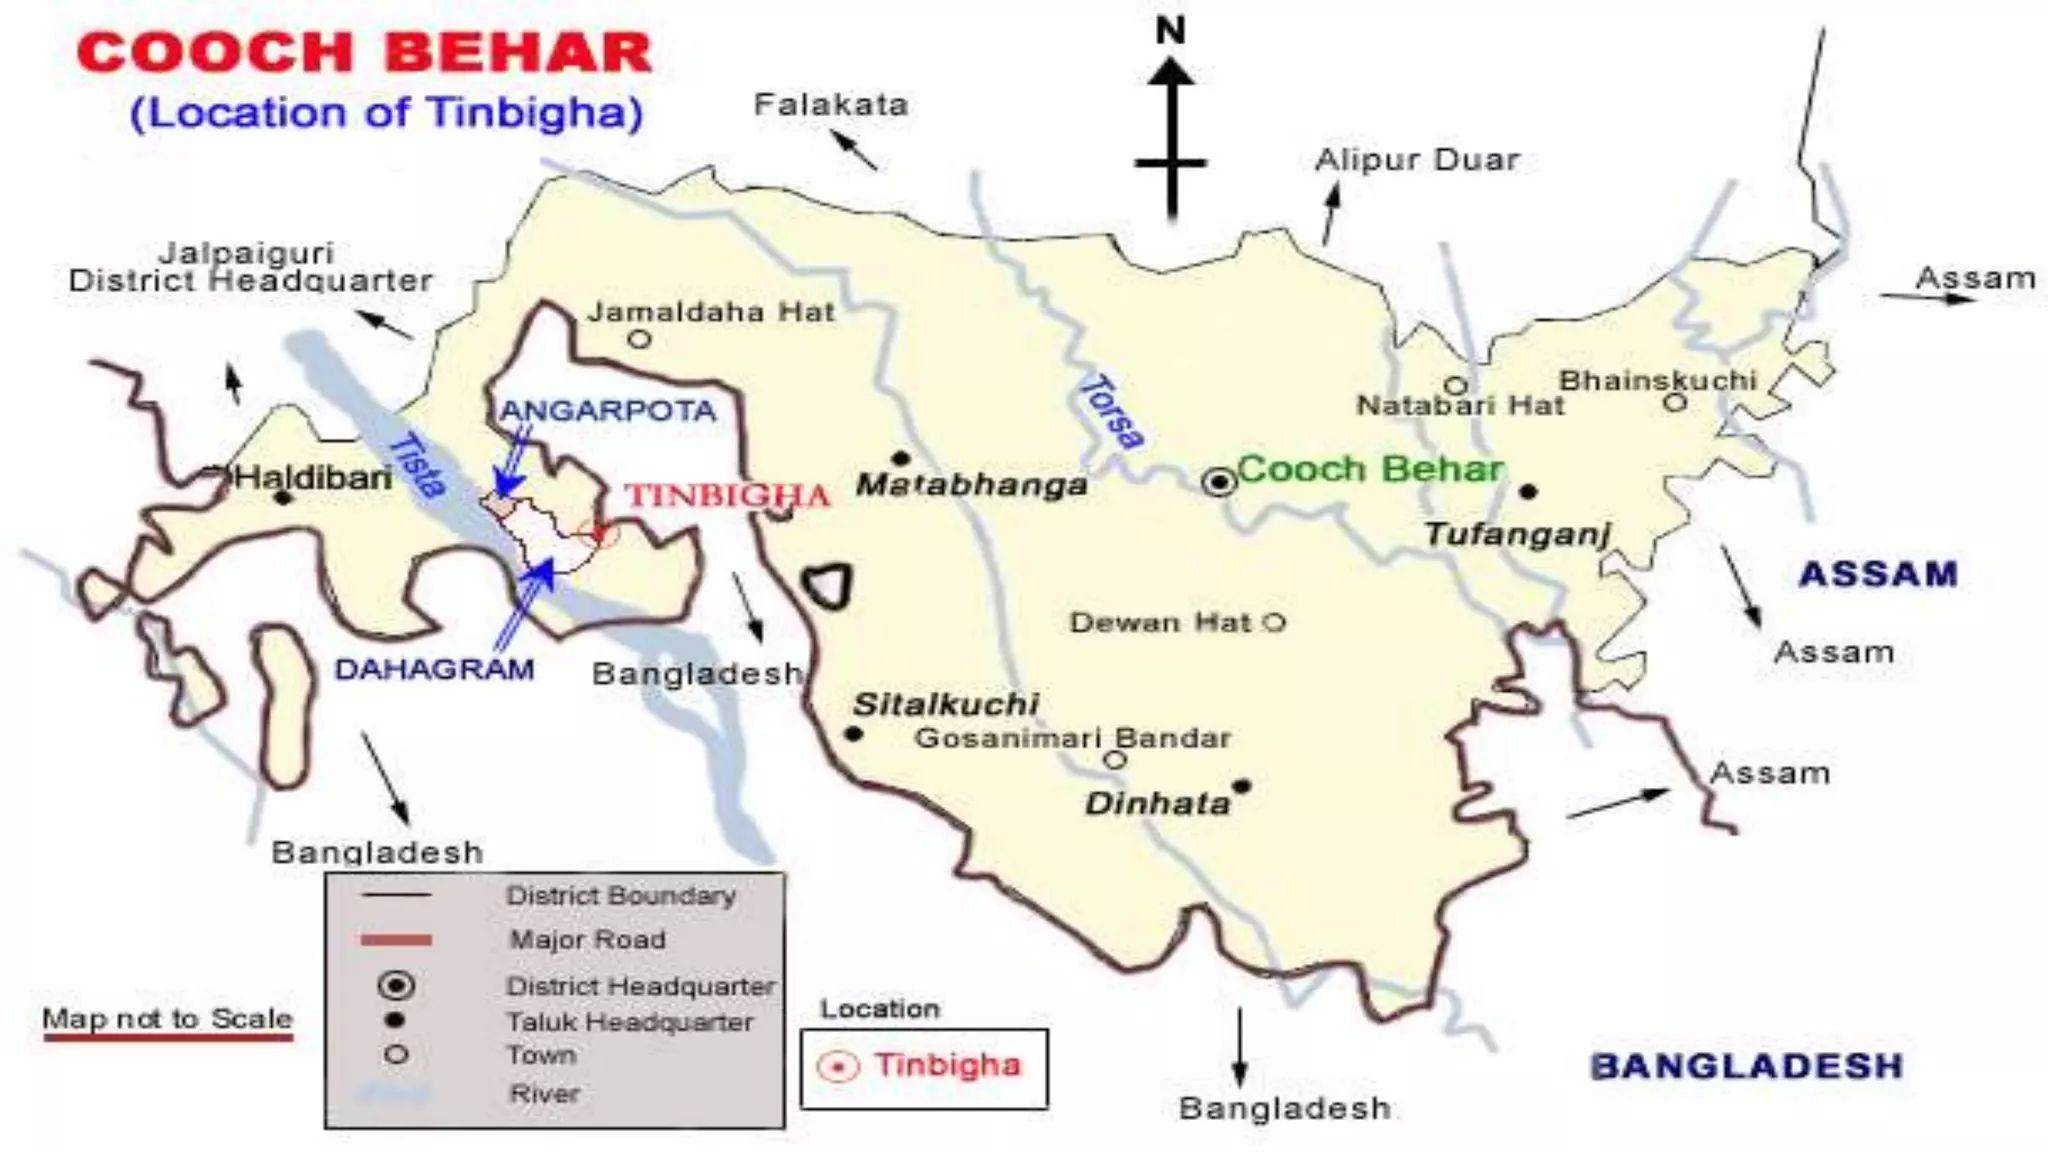 COOCH BEHAR
(Location of Tinbigha)
N
Falakata
Alipur Duar
Jalpaiguri
District Headquarter
Assam
Jamaldaha Hat
Bhainskuchi
Natabari Hat
ANGARPOTA
Torsa
Tista
Haldibari
TINBIGHA
Matabhanga
Cooch Behar
Tufanganj
ASSAM
Dewan Hat
Assam
DAHAGRAM
Bangladesh
Sitalkuchi
Gosanimari Bandar
Assam
Dinhata
Bangladesh
District Boundary
Major Road
District Headquarter
Taluk Headquarter
Town
River
Map not to Scale
Location
Tinbigha
BANGLADESH
Bangladesh